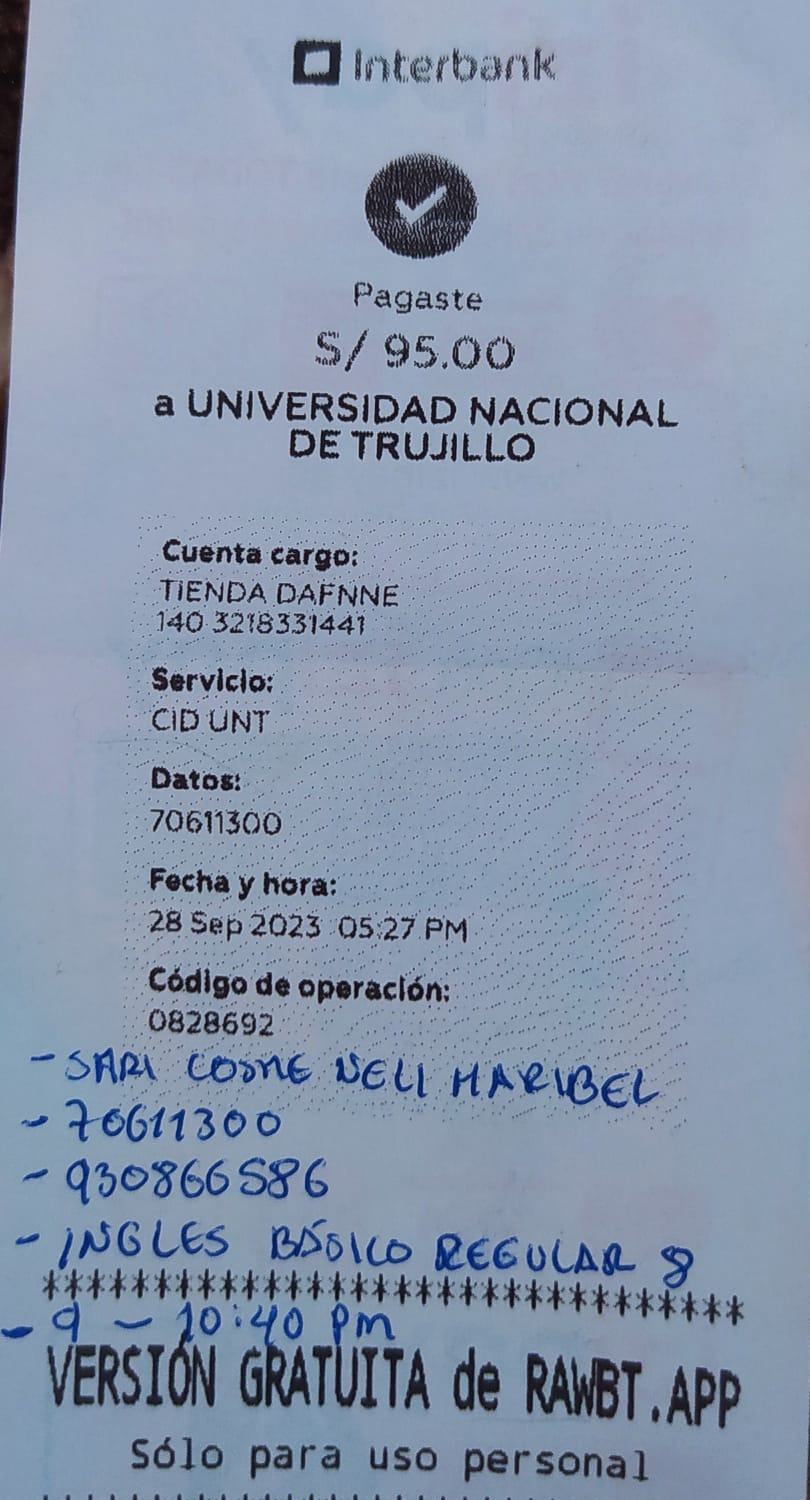 Interbank
Pagaste
S/ 95.00
a UNIVERSIDAD NACIONAL
DE TRUJILLO
Cuenta cargo:
TIENDA DAFNNE
140 3218331441
Servicio:
CID UNT
Datos:
70611300
Fecha y hora:
28 Sep 2023 05:27 PM
Código de operación:
0828692
- SARI COSME NELI MARIBEL
- 70611300
- 930866586
- INGLES BÁSICO REGULAR 8
*********************************
- 9 - 10:40 pm
VERSIÓN GRATUITA de RAWBT.APP
Sólo para uso personal